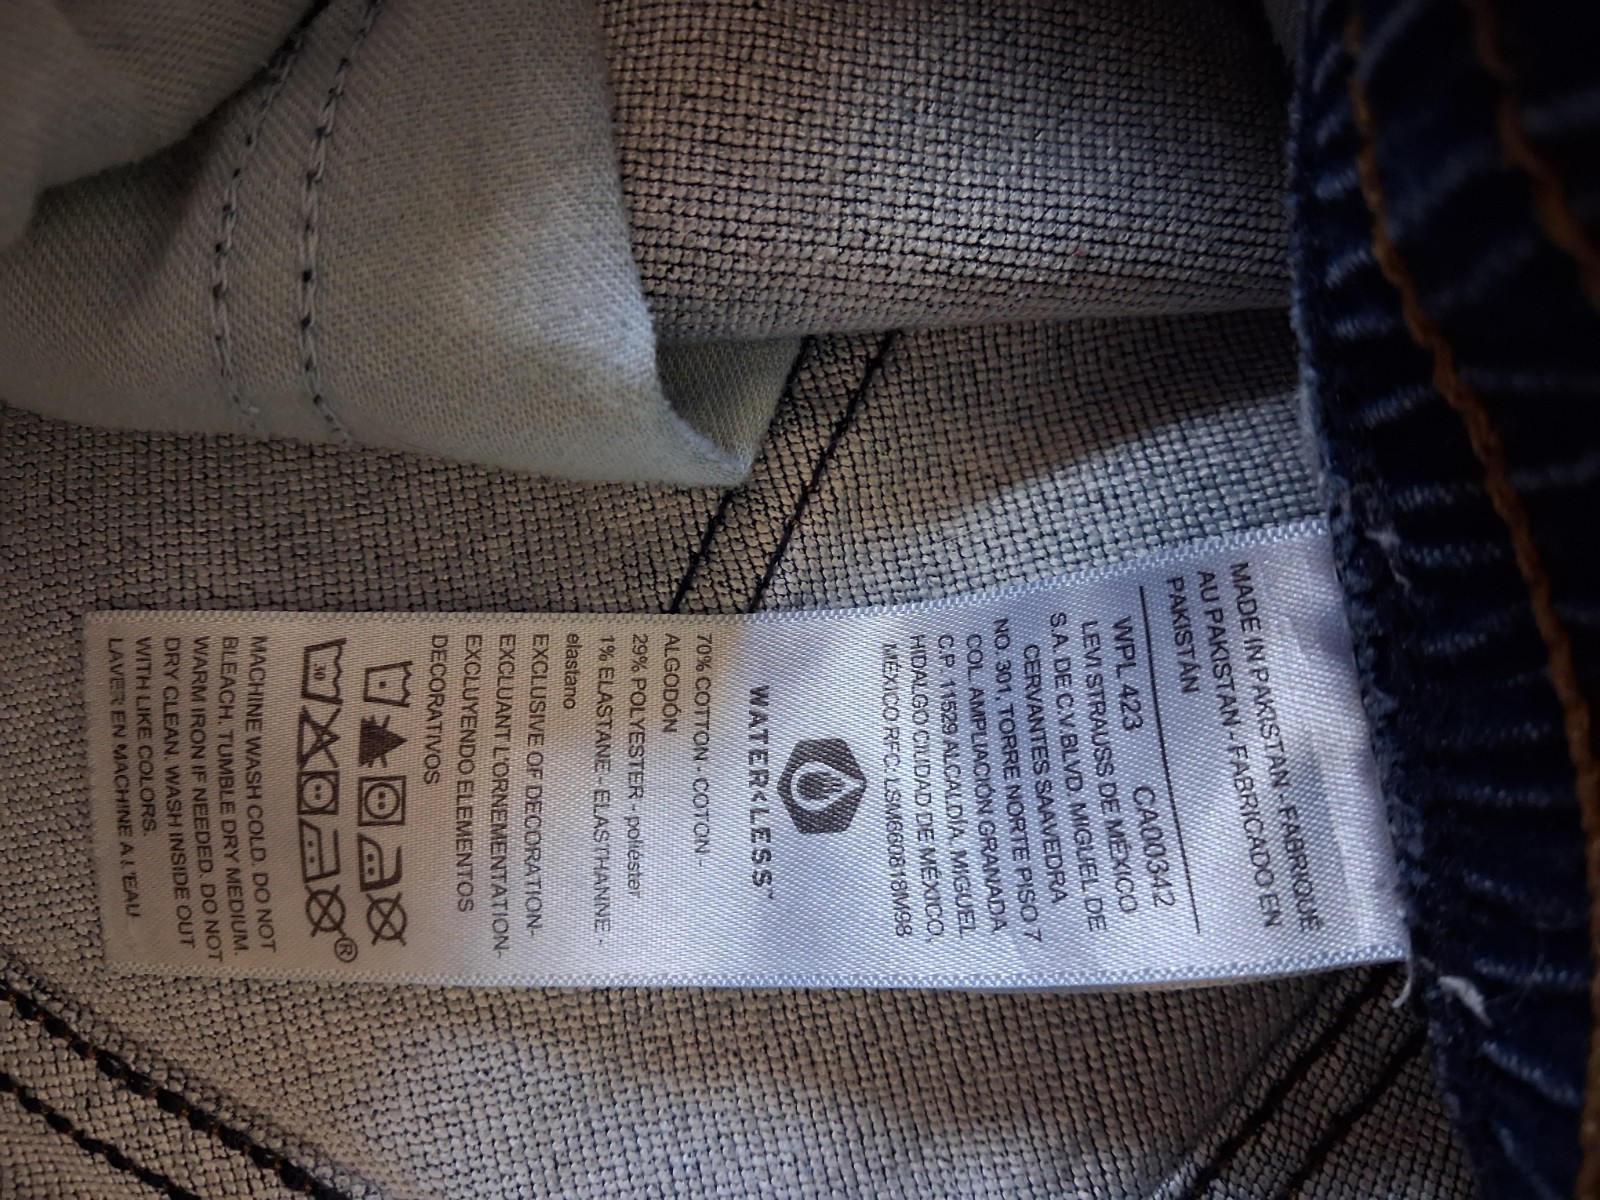 MADE IN PAKISTAN - FABRIQUÉ
AU PAKISTAN - FABRICADO EN
PAKISTÁN
WPL 423 CA00342
LEVI STRAUSS DE MÉXICO
S.A. DE C.V BLVD. MIGUEL DE
CERVANTES SAAVEDRA
NO. 301, TORRE NORTE PISO 7
COL. AMPLIACIÓN GRANADA
C.P. 11529 ALCALDÍA, MIGUEL
HIDALGO CIUDAD DE MÉXICO,
MÉXICO RFC: LSM660818M98
WATER<LESS™
70% COTTON - COTON -
ALGODÓN
29% POLYESTER - poliéster
1% ELASTANE - ELASTHANNE -
elastano
EXCLUSIVE OF DECORATION-
EXCLUANT L'ORNEMENTATION-
EXCLUYENDO ELEMENTOS
DECORATIVOS
30 ®
MACHINE WASH COLD. DO NOT
BLEACH. TUMBLE DRY MEDIUM.
WARM IRON IF NEEDED. DO NOT
DRY CLEAN. WASH INSIDE OUT
WITH LIKE COLORS.
LAVER EN MACHINE À L'EAU